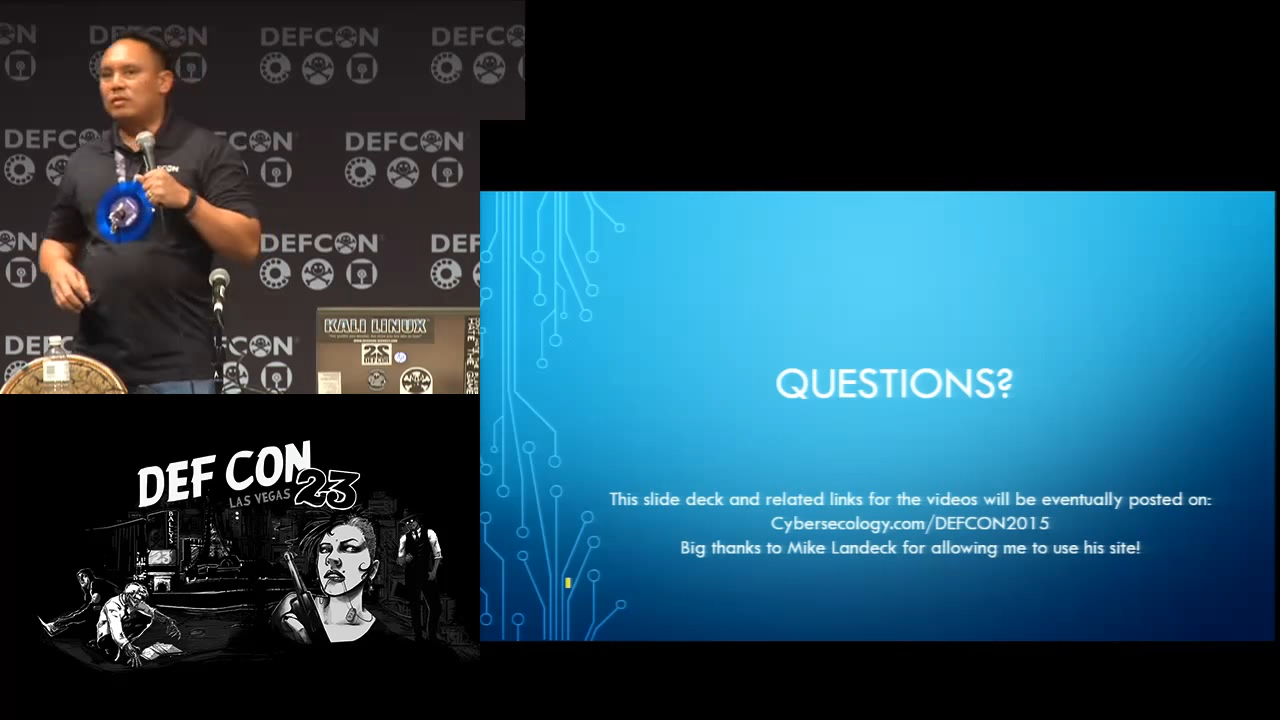 DEFCON
DEFCON
DEFCON
DEFCON
DEFCON
DEFCON
KALI LINUX
DEF CON
LAS VEGAS 23
BALLY'S
QUESTIONS?
This slide deck and related links for the videos will be eventually posted on:
Cybersecology.com/DEFCON2015
Big thanks to Mike Landeck for allowing me to use his site!